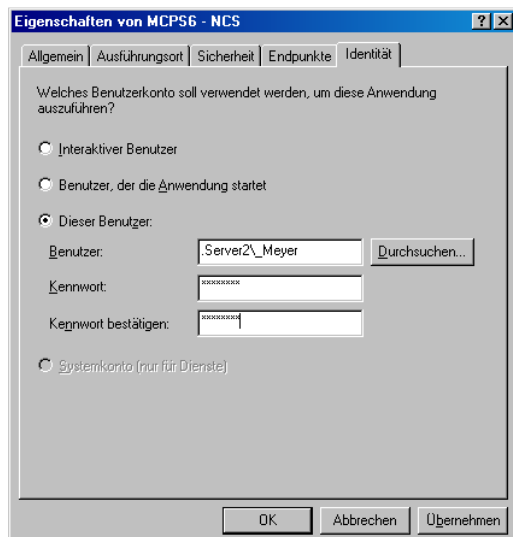 Eigenschaften von MCPS6 - NCS
Allgemein Ausführungsort Sicherheit Endpunkte Identität
Welches Benutzerkonto soll verwendet werden, um diese Anwendung
auszuführen?
Interaktiver Benutzer
Benutzer, der die Anwendung startet
Dieser Benutzer:
Benutzer: .Server2\_Meyer Durchsuchen...
Kennwort: ********
Kennwort bestätigen: ********
Systemkonto (nur für Dienste)
OK Abbrechen Übernehmen